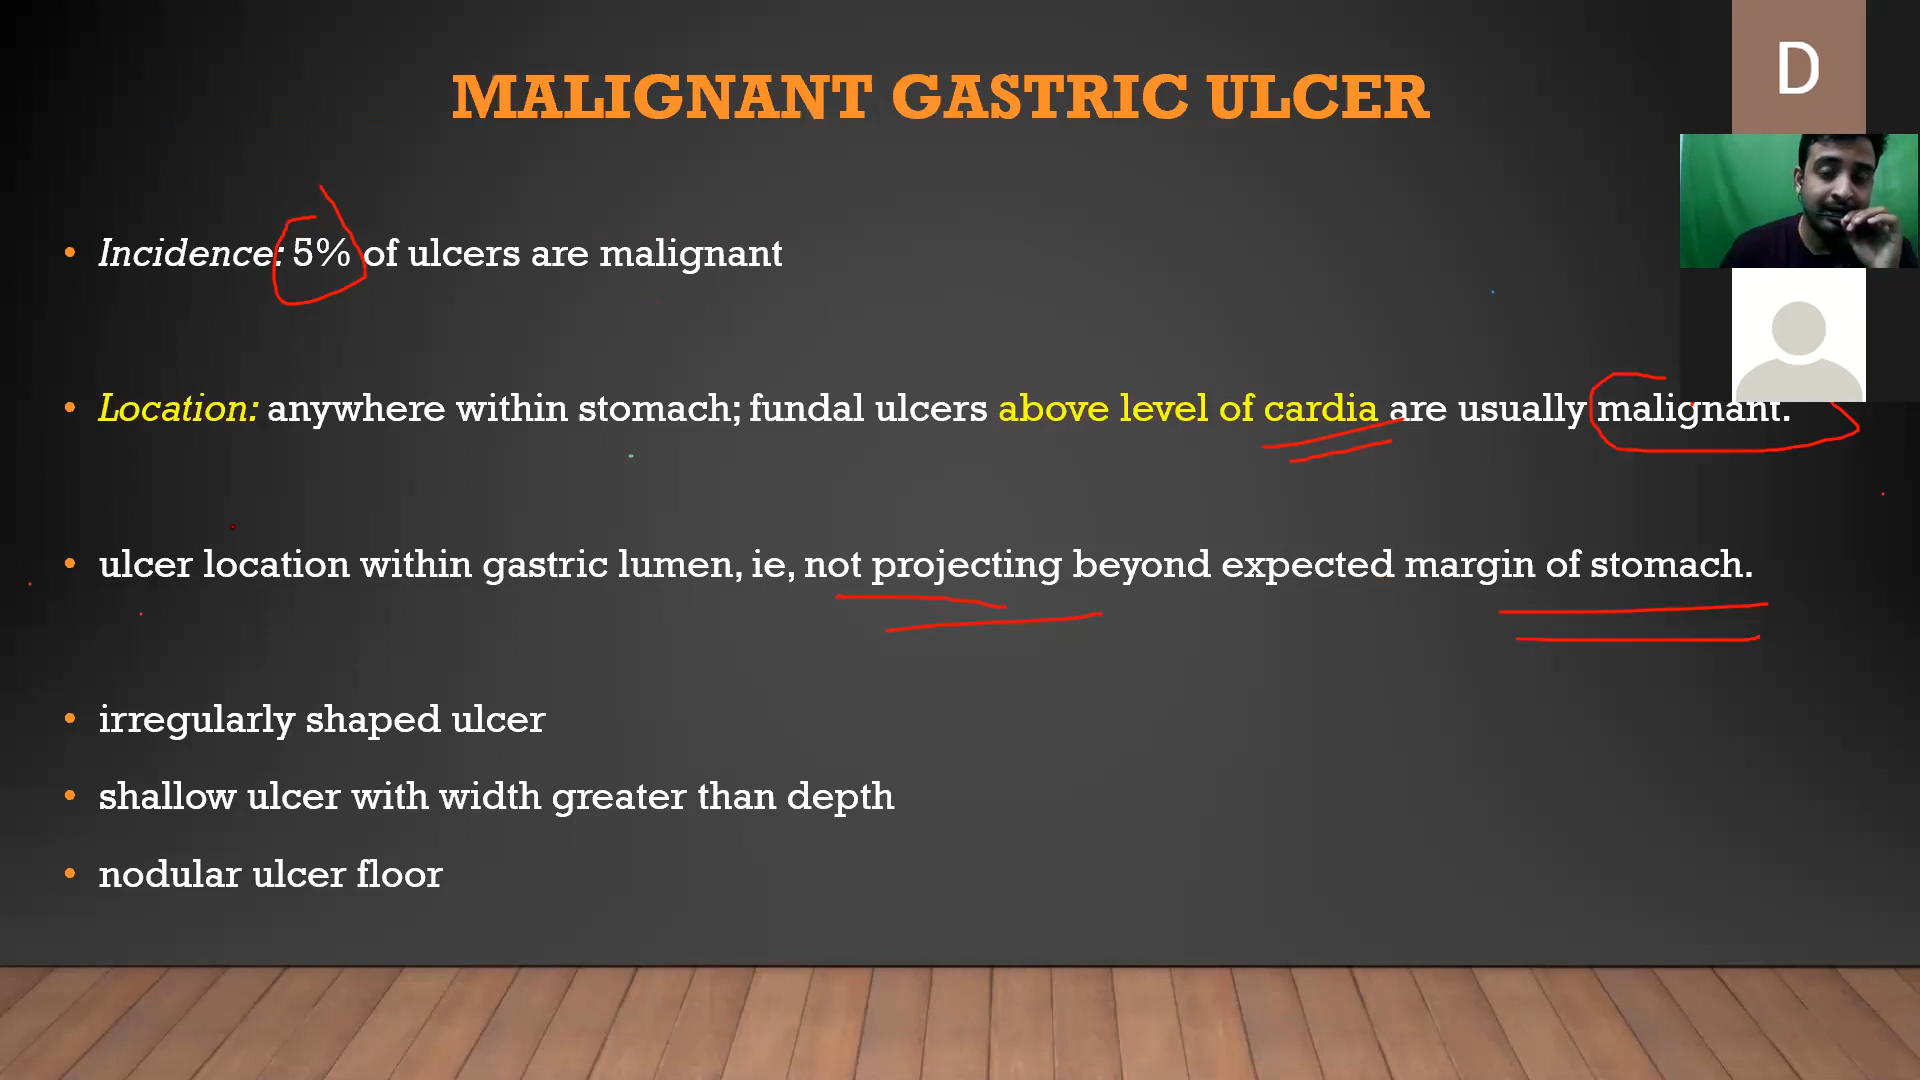 MALIGNANT GASTRIC ULCER
D
• Incidence: 5% of ulcers are malignant
• Location: anywhere within stomach; fundal ulcers above level of cardia are usually malignant.
• ulcer location within gastric lumen, ie, not projecting beyond expected margin of stomach.
• irregularly shaped ulcer
• shallow ulcer with width greater than depth
• nodular ulcer floor